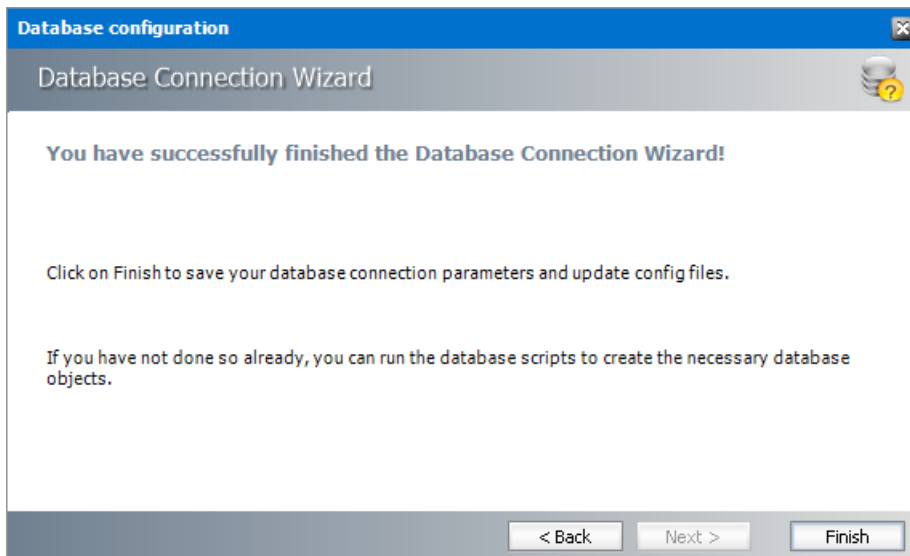 Database configuration
Database Connection Wizard
You have successfully finished the Database Connection Wizard!
Click on Finish to save your database connection parameters and update config files.
If you have not done so already, you can run the database scripts to create the necessary database
objects.
< Back Next > Finish